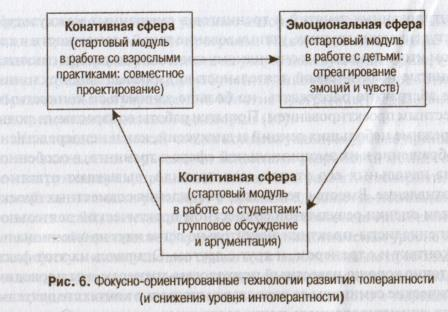 Конативная сфера
(стартовый модуль
в работе со взрослыми
практиками: совместное
проектирование)
Эмоциональная сфера
(стартовый модуль
в работе с детьми:
отреагирование
эмоций и чувств)
Когнитивная сфера
(стартовый модуль
в работе со студентами:
групповое обсуждение
и аргументация)
Рис. 6. Фокусно-ориентированные технологии развития толерантности
(и снижения уровня интолерантности)